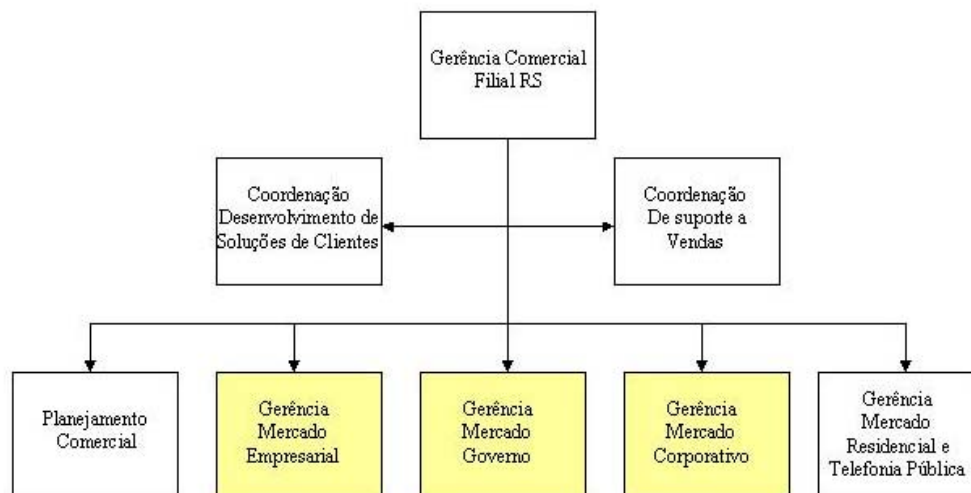 Gerência Comercial
Filial RS
Coordenação
Desenvolvimento de
Soluções de Clientes
Coordenação
De suporte a
Vendas
Planejamento
Comercial
Gerência
Mercado
Empresarial
Gerência
Mercado
Governo
Gerência
Mercado
Corporativo
Gerência
Mercado
Residencial e
Telefonia Pública